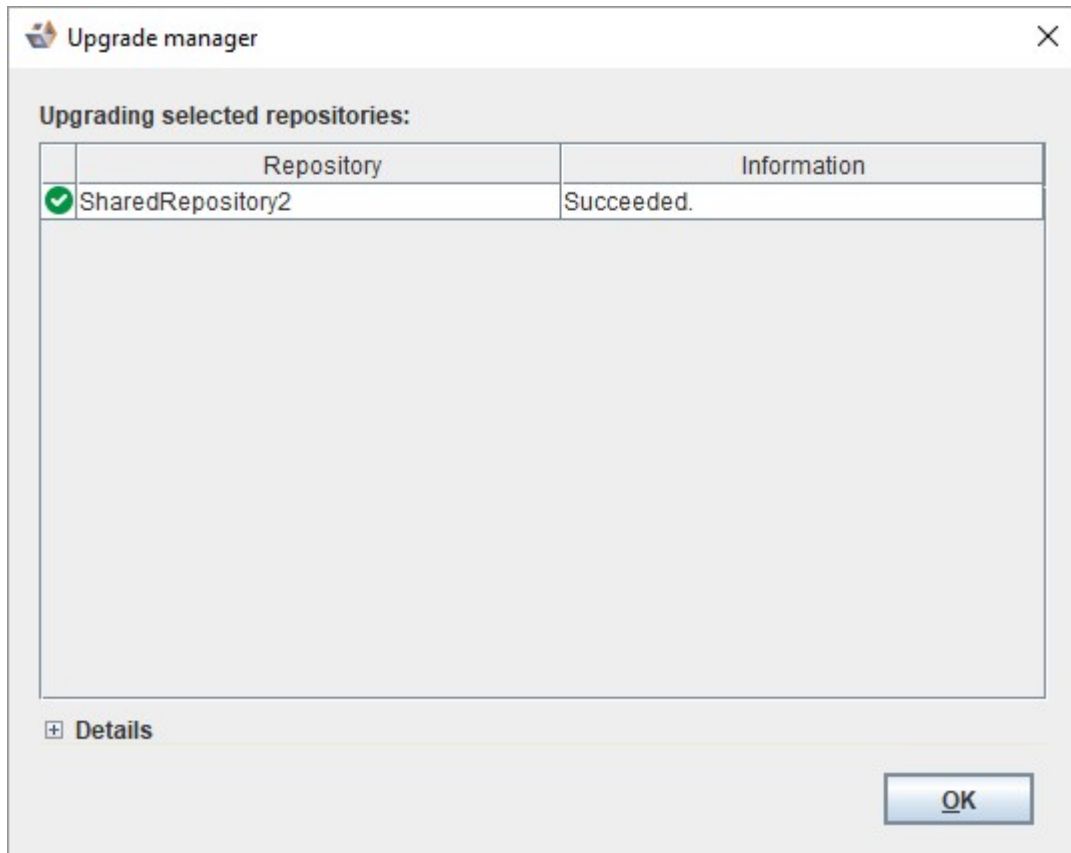 Upgrade manager
Upgrading selected repositories:
Repository Information
SharedRepository2 Succeeded.
Details
OK